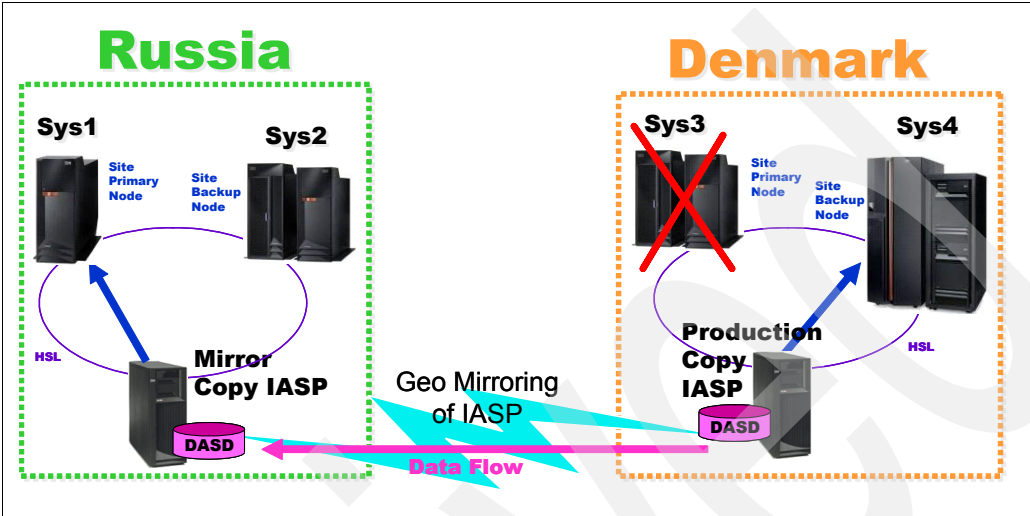 Russia
Denmark
Sys1
Sys2
Site
Primary
Node
Site
Backup
Node
HSL
Mirror
Copy IASP
DASD
Geo Mirroring
of IASP
Data Flow
Sys3
Sys4
Site
Primary
Node
Site
Backup
Node
HSL
Production
Copy
IASP
DASD